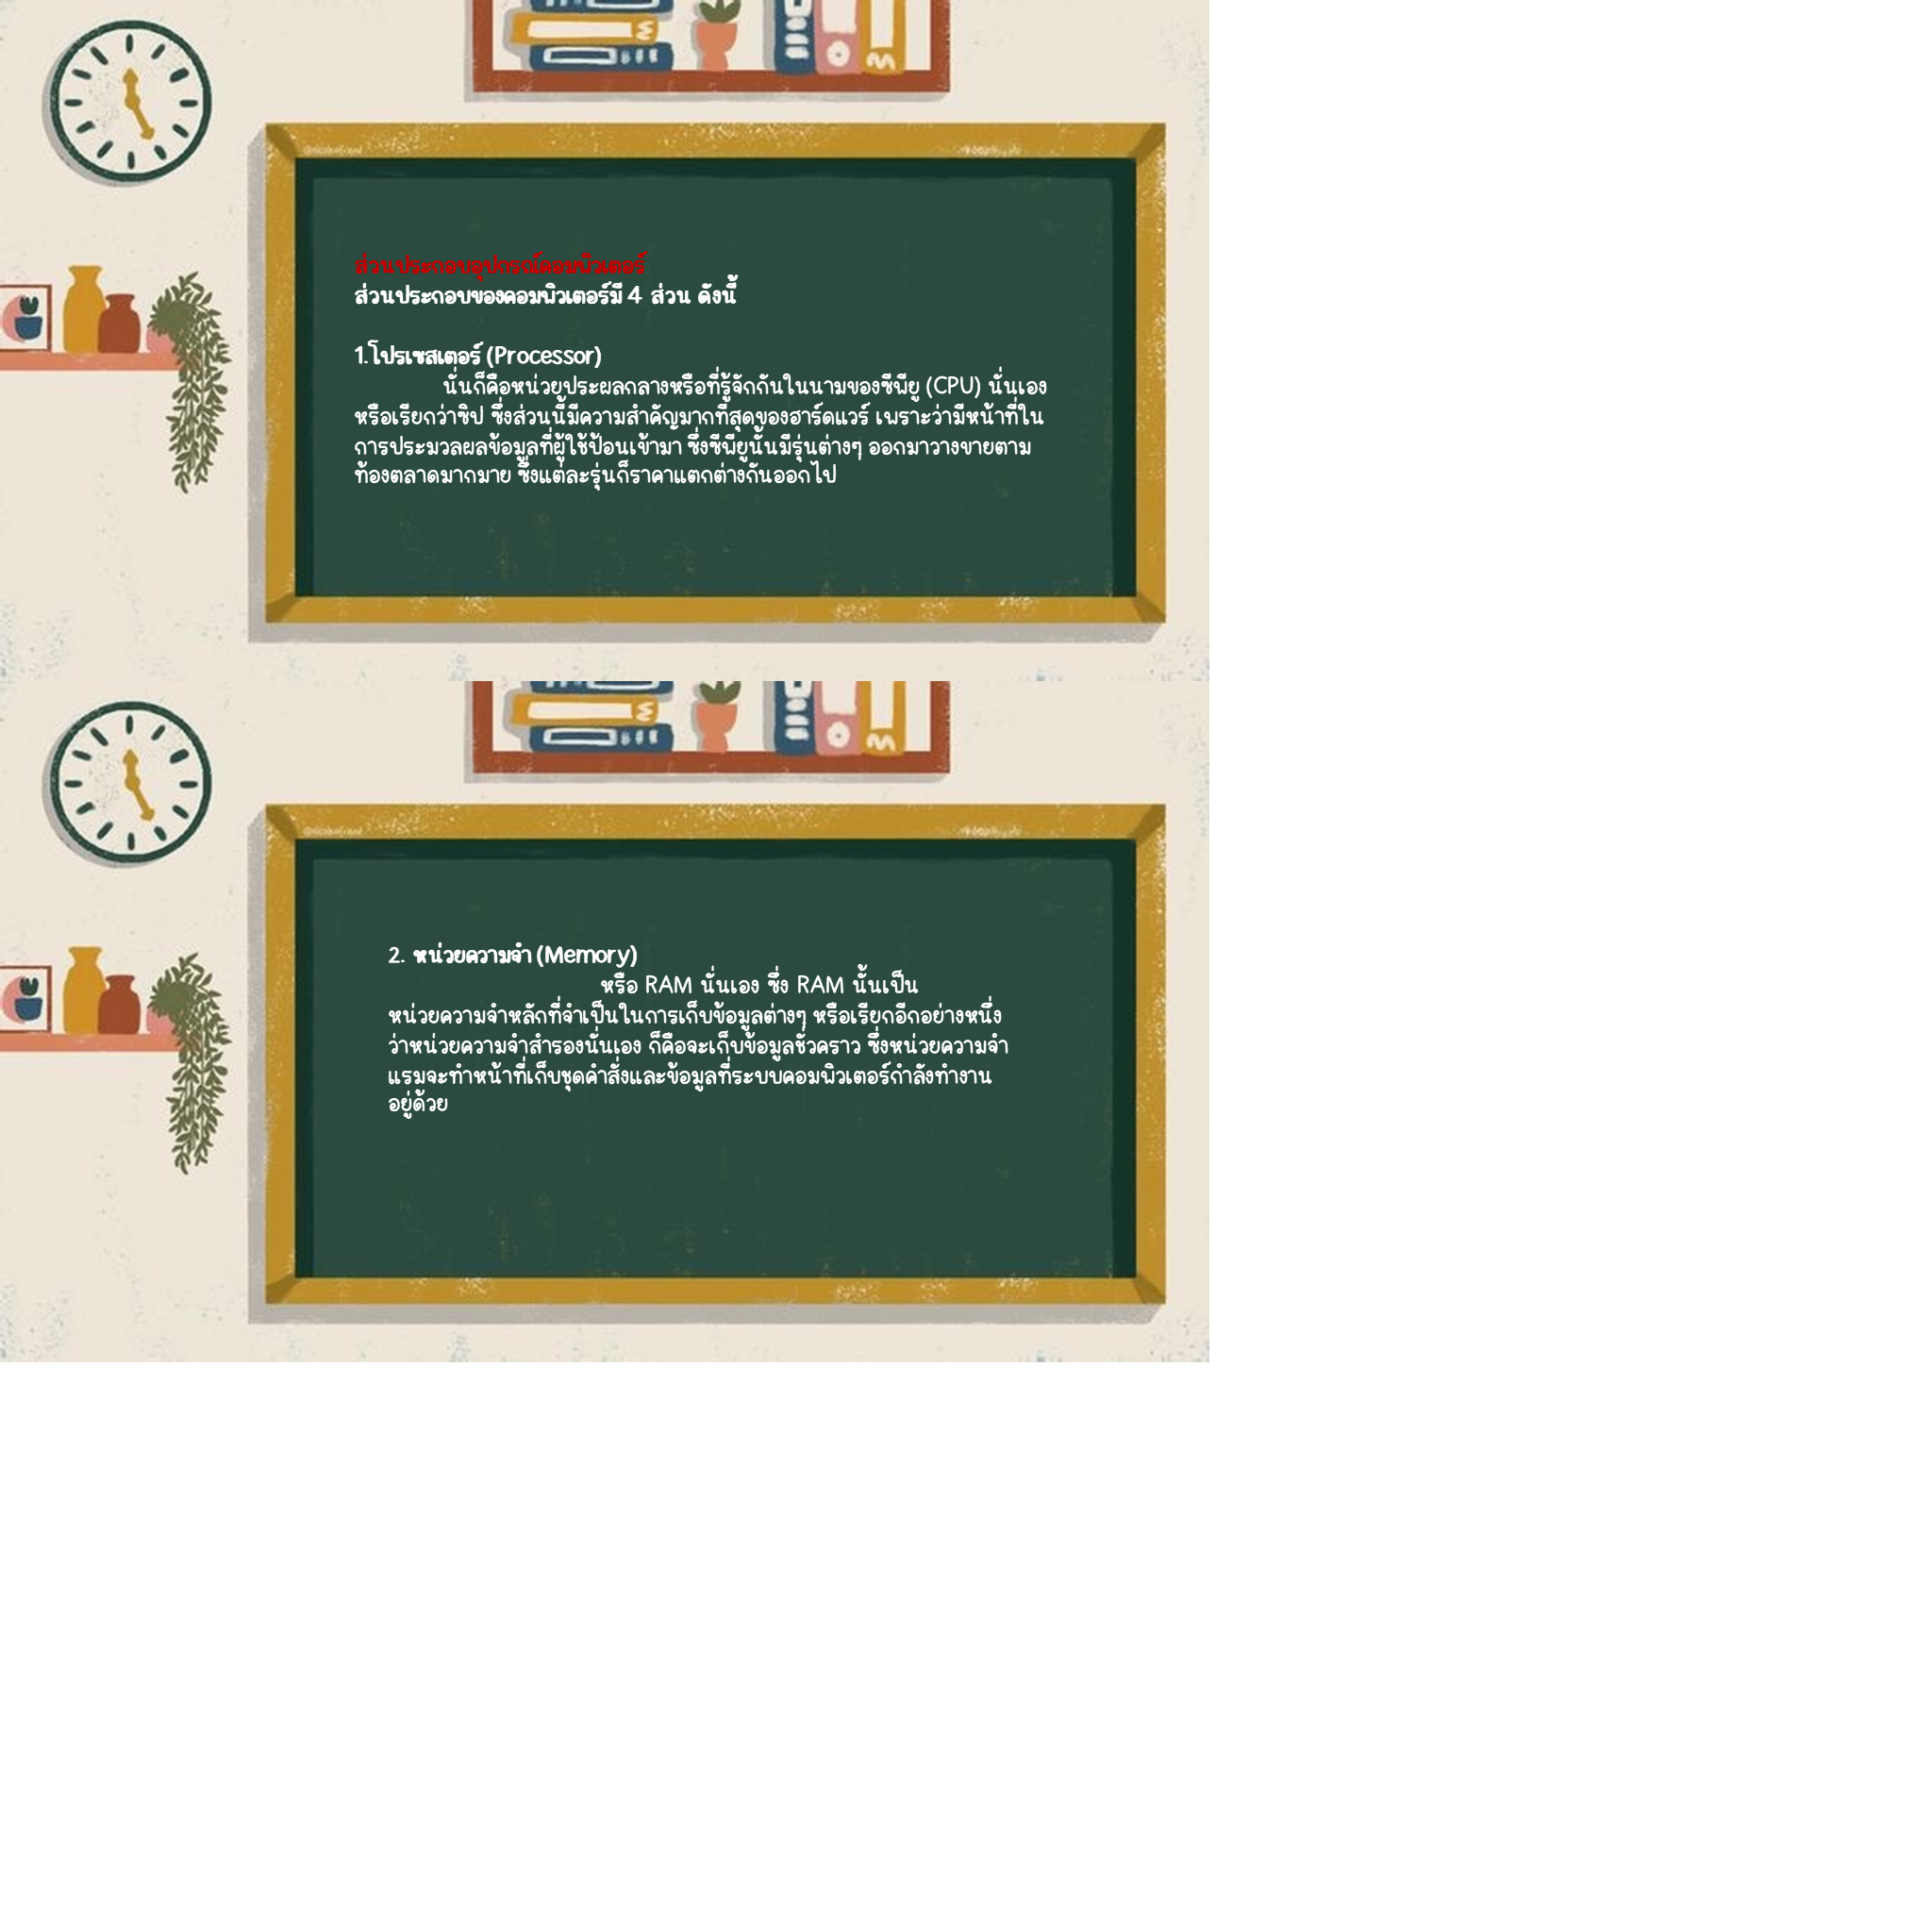 ส่วนประกอบอุปกรณ์คอมพิวเตอร์
ส่วนประกอบของคอมพิวเตอร์มี 4 ส่วน ดังนี้
1.โปรเซสเตอร์ (Processor)
นั่นก็คือหน่วยประผลกลางหรือที่รู้จักกันในนามของซีพียู (CPU) นั่นเอง
หรือเรียกว่าชิป ซึ่งส่วนนี้มีความสำคัญมากที่สุดของฮาร์ดแวร์ เพราะว่ามีหน้าที่ใน
การประมวลผลข้อมูลที่ผู้ใช้ป้อนเข้ามา ซึ่งซีพียูนั้นมีรุ่นต่างๆ ออกมาวางขายตาม
ท้องตลาดมากมาย ซึ่งแต่ละรุ่นก็ราคาแตกต่างกันออกไป
2. หน่วยความจำ (Memory)
หรือ RAM นั่นเอง ซึ่ง RAM นั้นเป็น
หน่วยความจำหลักที่จำเป็นในการเก็บข้อมูลต่างๆ หรือเรียกอีกอย่างหนึ่ง
ว่าหน่วยความจำสำรองนั่นเอง ก็คือจะเก็บข้อมูลชั่วคราว ซึ่งหน่วยความจำ
แรมจะทำหน้าที่เก็บชุดคำสั่งและข้อมูลที่ระบบคอมพิวเตอร์กำลังทำงาน
อยู่ด้วย